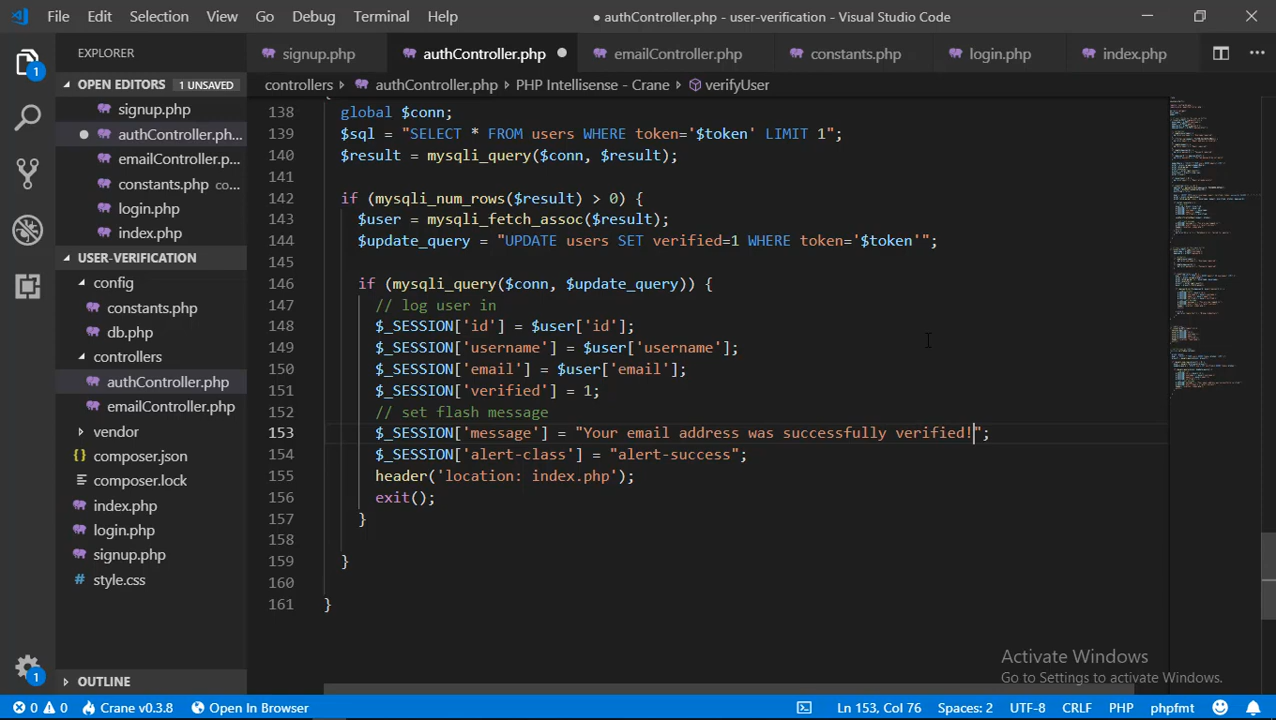 File Edit Selection View Go Debug Terminal Help ● authController.php - user-verification - Visual Studio Code
EXPLORER signup.php authController.php emailController.php constants.php login.php index.php
OPEN EDITORS 1 UNSAVED controllers authController.php PHP Intellisense - Crane verifyUser
signup.php
authController.ph...
emailController.p...
constants.php co...
login.php
index.php
USER-VERIFICATION
config
constants.php
db.php
controllers
authController.php
emailController.php
vendor
composer.json
composer.lock
index.php
login.php
signup.php
style.css
OUTLINE
138 global $conn;
139 $sql = "SELECT * FROM users WHERE token='$token' LIMIT 1";
140 $result = mysqli_query($conn, $result);
141
142 if (mysqli_num_rows($result) > 0) {
143 $user = mysqli_fetch_assoc($result);
144 $update_query = "UPDATE users SET verified=1 WHERE token='$token'";
145
146 if (mysqli_query($conn, $update_query)) {
147 // log user in
148 $_SESSION['id'] = $user['id'];
149 $_SESSION['username'] = $user['username'];
150 $_SESSION['email'] = $user['email'];
151 $_SESSION['verified'] = 1;
152 // set flash message
153 $_SESSION['message'] = "Your email address was successfully verified!";
154 $_SESSION['alert-class'] = "alert-success";
155 header('location: index.php');
156 exit();
157 }
158
159 }
160
161 }
Activate Windows
Go to Settings to activate Windows.
1
1
0 0 Crane v0.3.8 Open In Browser Ln 153, Col 76 Spaces: 2 UTF-8 CRLF PHP phpfmt